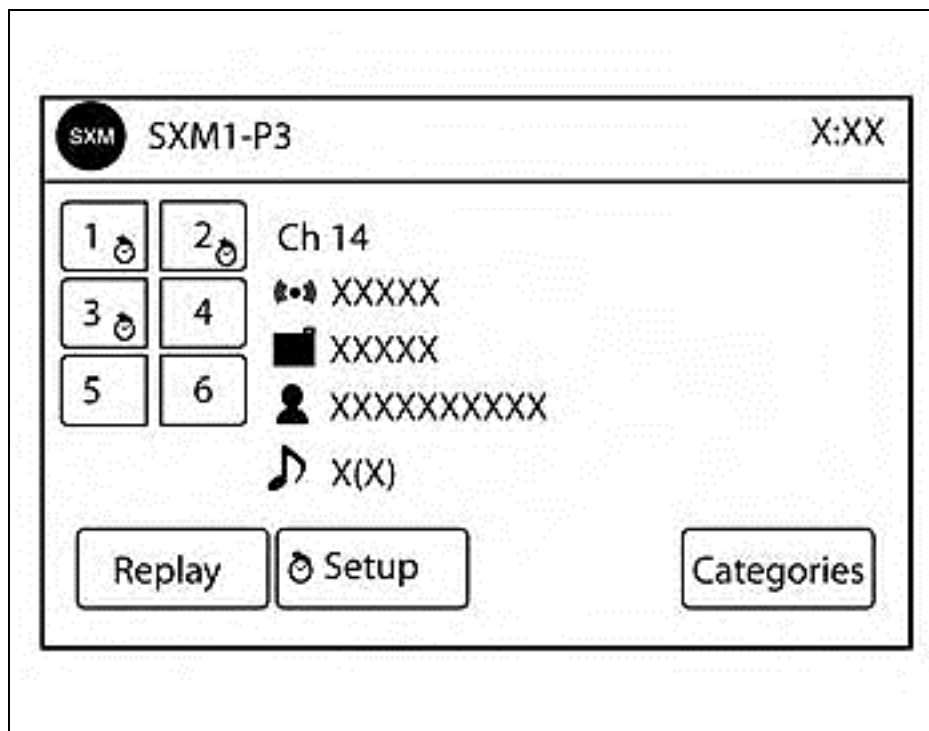 SXM SXM1-P3 X:XX
1 2 Ch 14
XXXXX
3 4
XXXXX
5 6
XXXXXXXXXX
X(X)
Replay Setup Categories